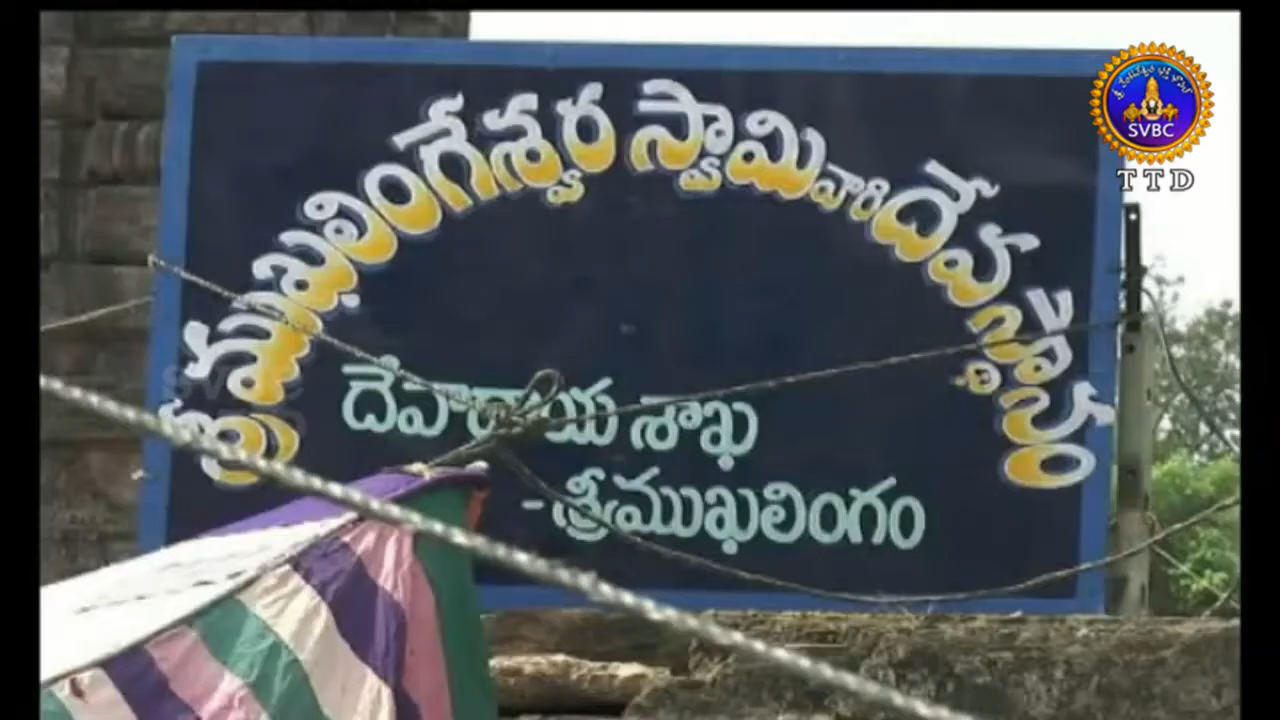 శ్రీముఖలింగేశ్వర స్వామి వారి దేవస్థానం
దేవాదాయ శాఖ
- శ్రీముఖలింగం
SVBC
TTD